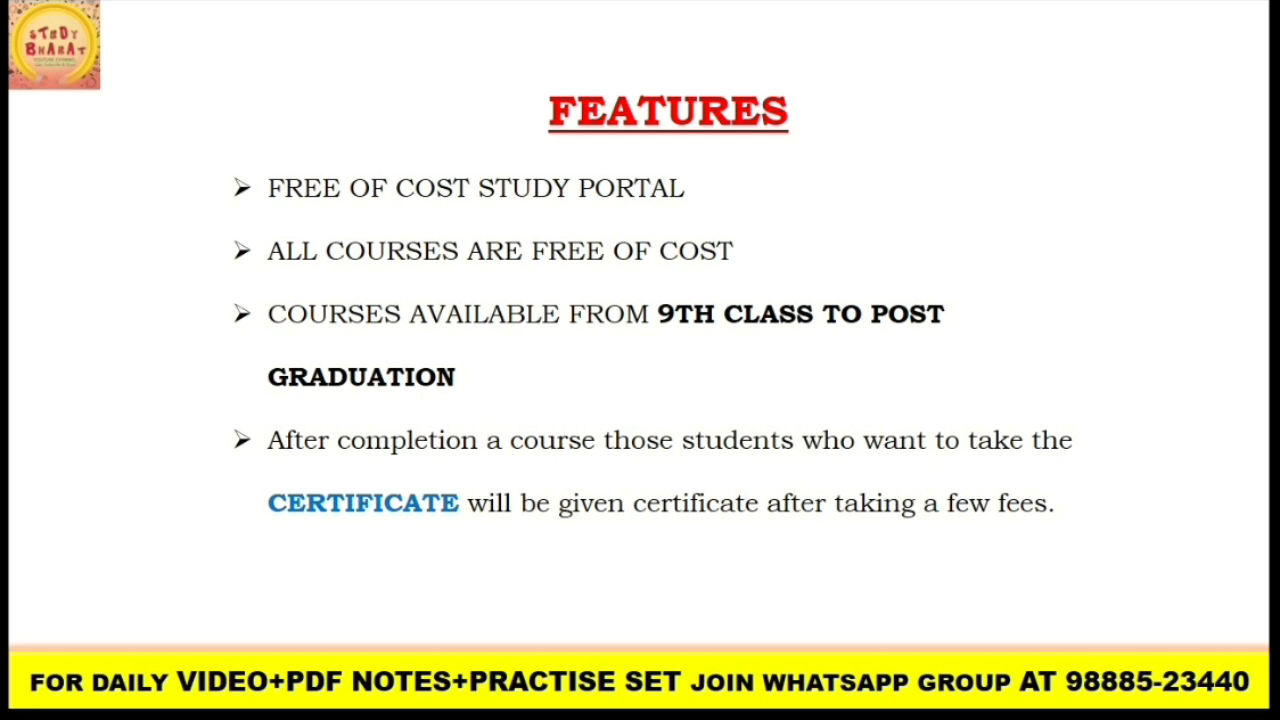 STUDY
BHARAT
YOUTUBE CHANNEL
FEATURES
➢ FREE OF COST STUDY PORTAL
➢ ALL COURSES ARE FREE OF COST
➢ COURSES AVAILABLE FROM 9TH CLASS TO POST
GRADUATION
➢ After completion a course those students who want to take the
CERTIFICATE will be given certificate after taking a few fees.
FOR DAILY VIDEO+PDF NOTES+PRACTISE SET JOIN WHATSAPP GROUP AT 98885-23440